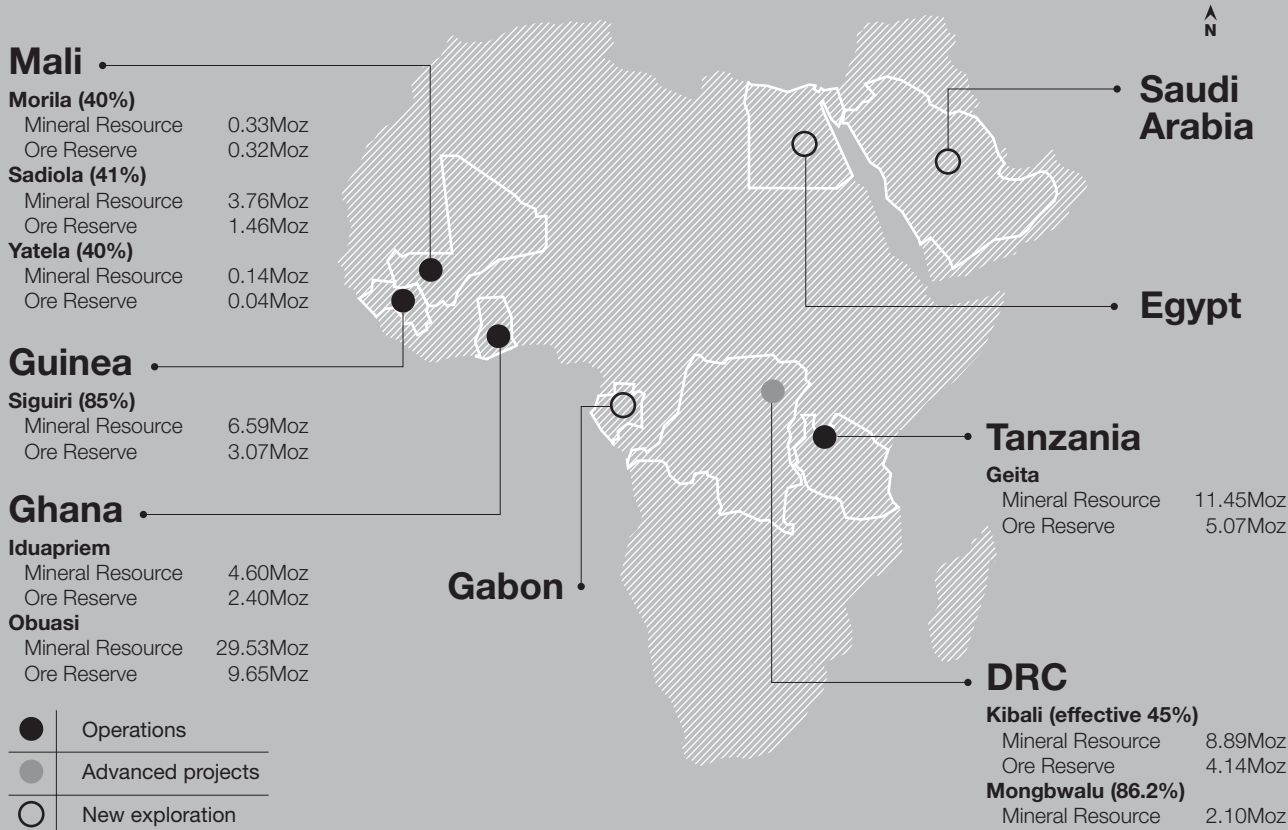 N
Mali
Morila (40%)
Mineral Resource 0.33Moz
Ore Reserve 0.32Moz
Sadiola (41%)
Mineral Resource 3.76Moz
Ore Reserve 1.46Moz
Yatela (40%)
Mineral Resource 0.14Moz
Ore Reserve 0.04Moz
Guinea
Siguiri (85%)
Mineral Resource 6.59Moz
Ore Reserve 3.07Moz
Ghana
Iduapriem
Mineral Resource 4.60Moz
Ore Reserve 2.40Moz
Obuasi
Mineral Resource 29.53Moz
Ore Reserve 9.65Moz
Operations
Advanced projects
New exploration
Gabon
Saudi
Arabia
Egypt
Tanzania
Geita
Mineral Resource 11.45Moz
Ore Reserve 5.07Moz
DRC
Kibali (effective 45%)
Mineral Resource 8.89Moz
Ore Reserve 4.14Moz
Mongbwalu (86.2%)
Mineral Resource 2.10Moz